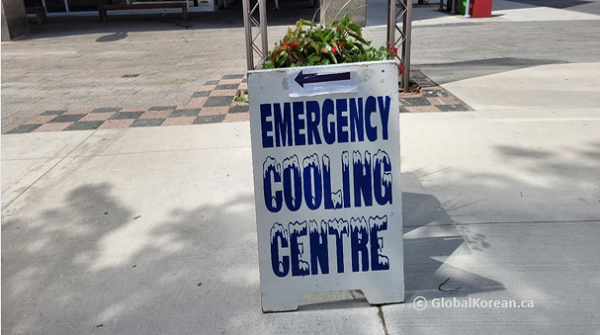 EMERGENCY
COOLING
CENTRE
© GlobalKorean.ca